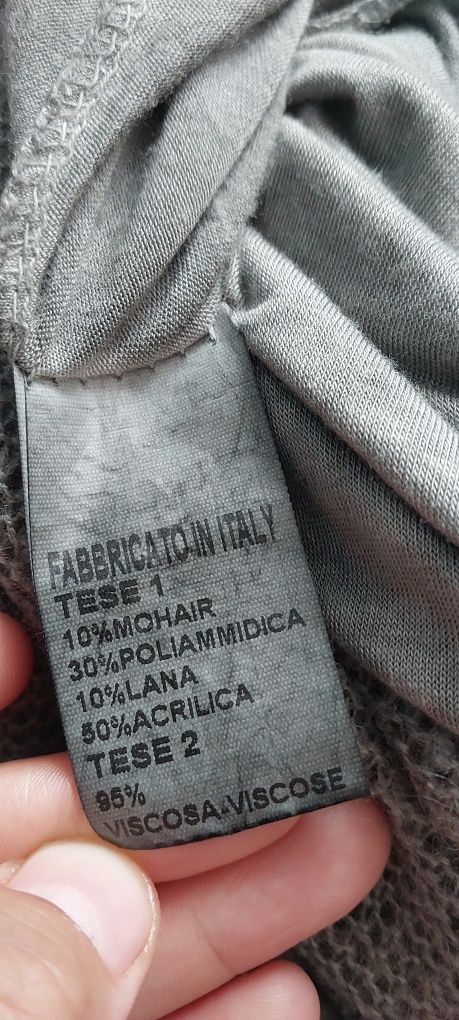 FABBRICATO IN ITALY
TESE 1
10%MOHAIR
30%POLIAMMIDICA
10%LANA
50%ACRILICA
TESE 2
95%
VISCOSA-VISCOSE